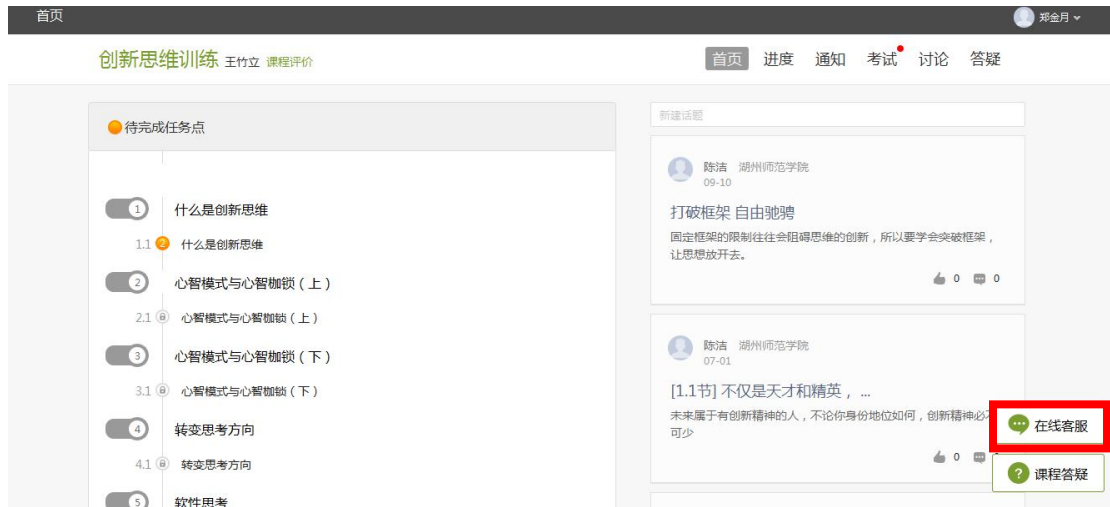 首页
郑金月
创新思维训练 王竹立 课程评价
首页 进度 通知 考试 讨论 答疑
待完成任务点
1 什么是创新思维
1.1 2 什么是创新思维
2 心智模式与心智枷锁（上）
2.1 心智模式与心智枷锁（上）
3 心智模式与心智枷锁（下）
3.1 心智模式与心智枷锁（下）
4 转变思考方向
4.1 转变思考方向
5 软性思考
新建话题
陈洁 湖州师范学院
09-10
打破框架 自由驰骋
固定框架的限制往往会阻碍思维的创新，所以要学会突破框架，
让思想放开去。
0 0
陈洁 湖州师范学院
07-01
[1.1节] 不仅是天才和精英，...
未来属于有创新精神的人，不论你身份地位如何，创新精神必
可少
0
在线客服
课程答疑